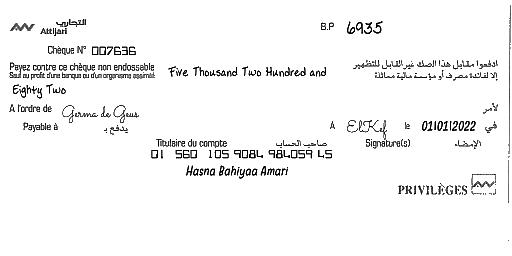 التجاري
Attijari
B.P 6935
Chèque N° 007636
Payez contre ce chèque non endossable
Sauf au profit d'une banque ou d'un organisme assimilé
Five Thousand Two Hundred and
ادفعوا مقابل هذا الصك غير القابل للتظهير
إلا لفائدة مصرف أو مؤسسة مالية مماثلة
Eighty Two
A l'ordre de Germa de Geus
لأمر
Payable à يدفع بـ
A El Kef le 01/01/2022 في
Titulaire du compte صاحب الحساب
Signature(s) الإمضاء
01 560 105 9084 984059 45
Hasna Bahiyaa Amari
PRIVILÈGES